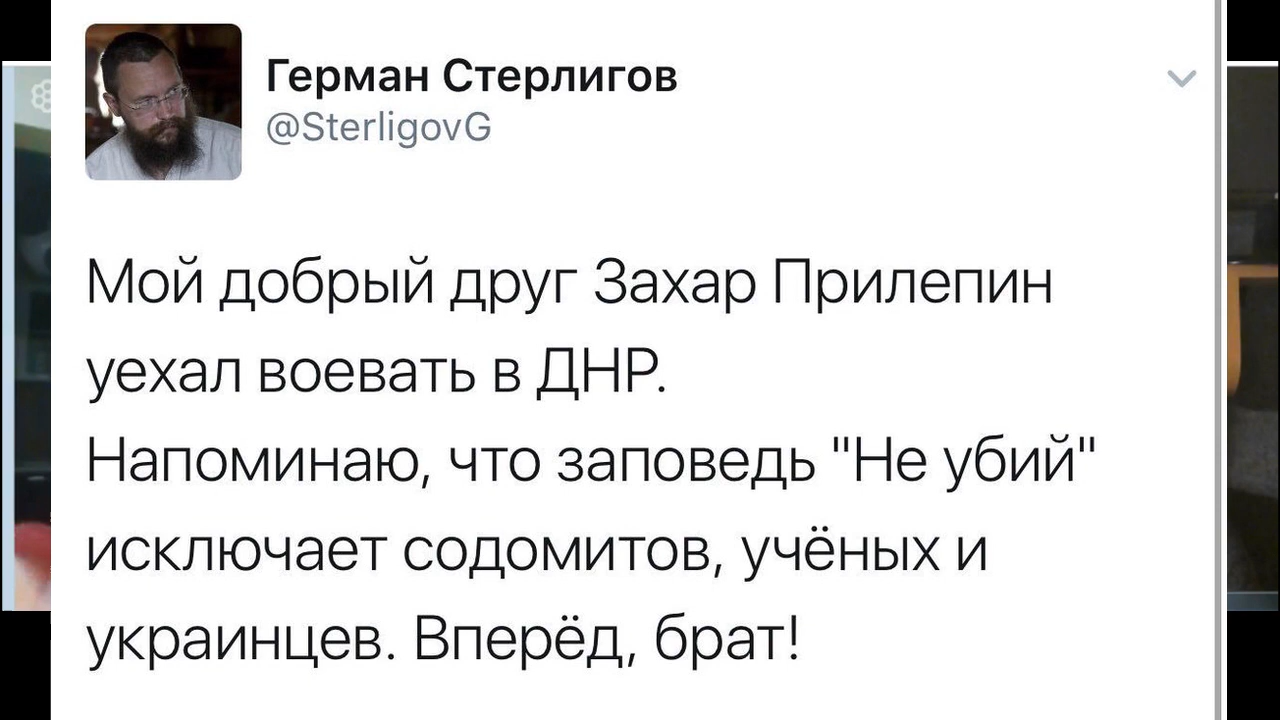 Герман Стерлигов
@SterligovG
Мой добрый друг Захар Прилепин
уехал воевать в ДНР.
Напоминаю, что заповедь "Не убий"
исключает содомитов, учёных и
украинцев. Вперёд, брат!